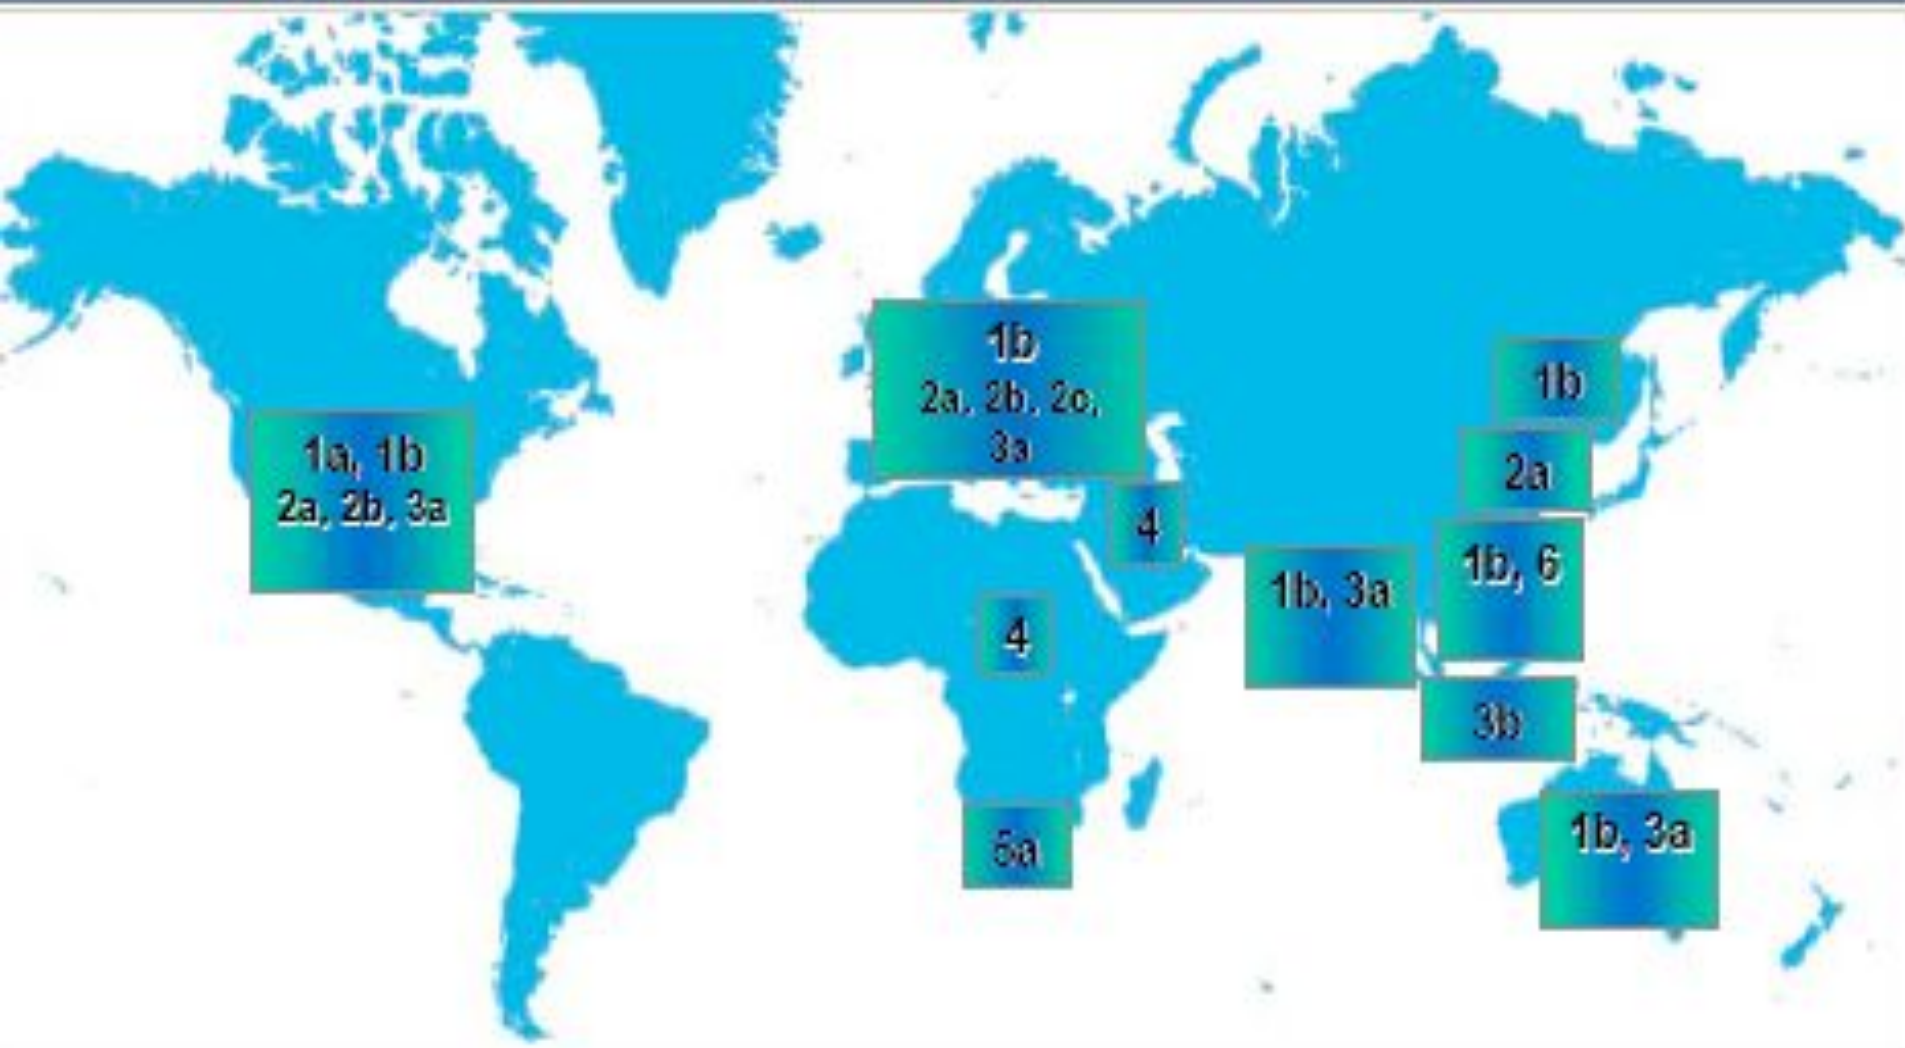 1b
2a, 2b, 2c,
3a
1b
1a, 1b
2a, 2b, 3a
2a
4
1b, 6
1b, 3a
4
3b
1b, 3a
5a